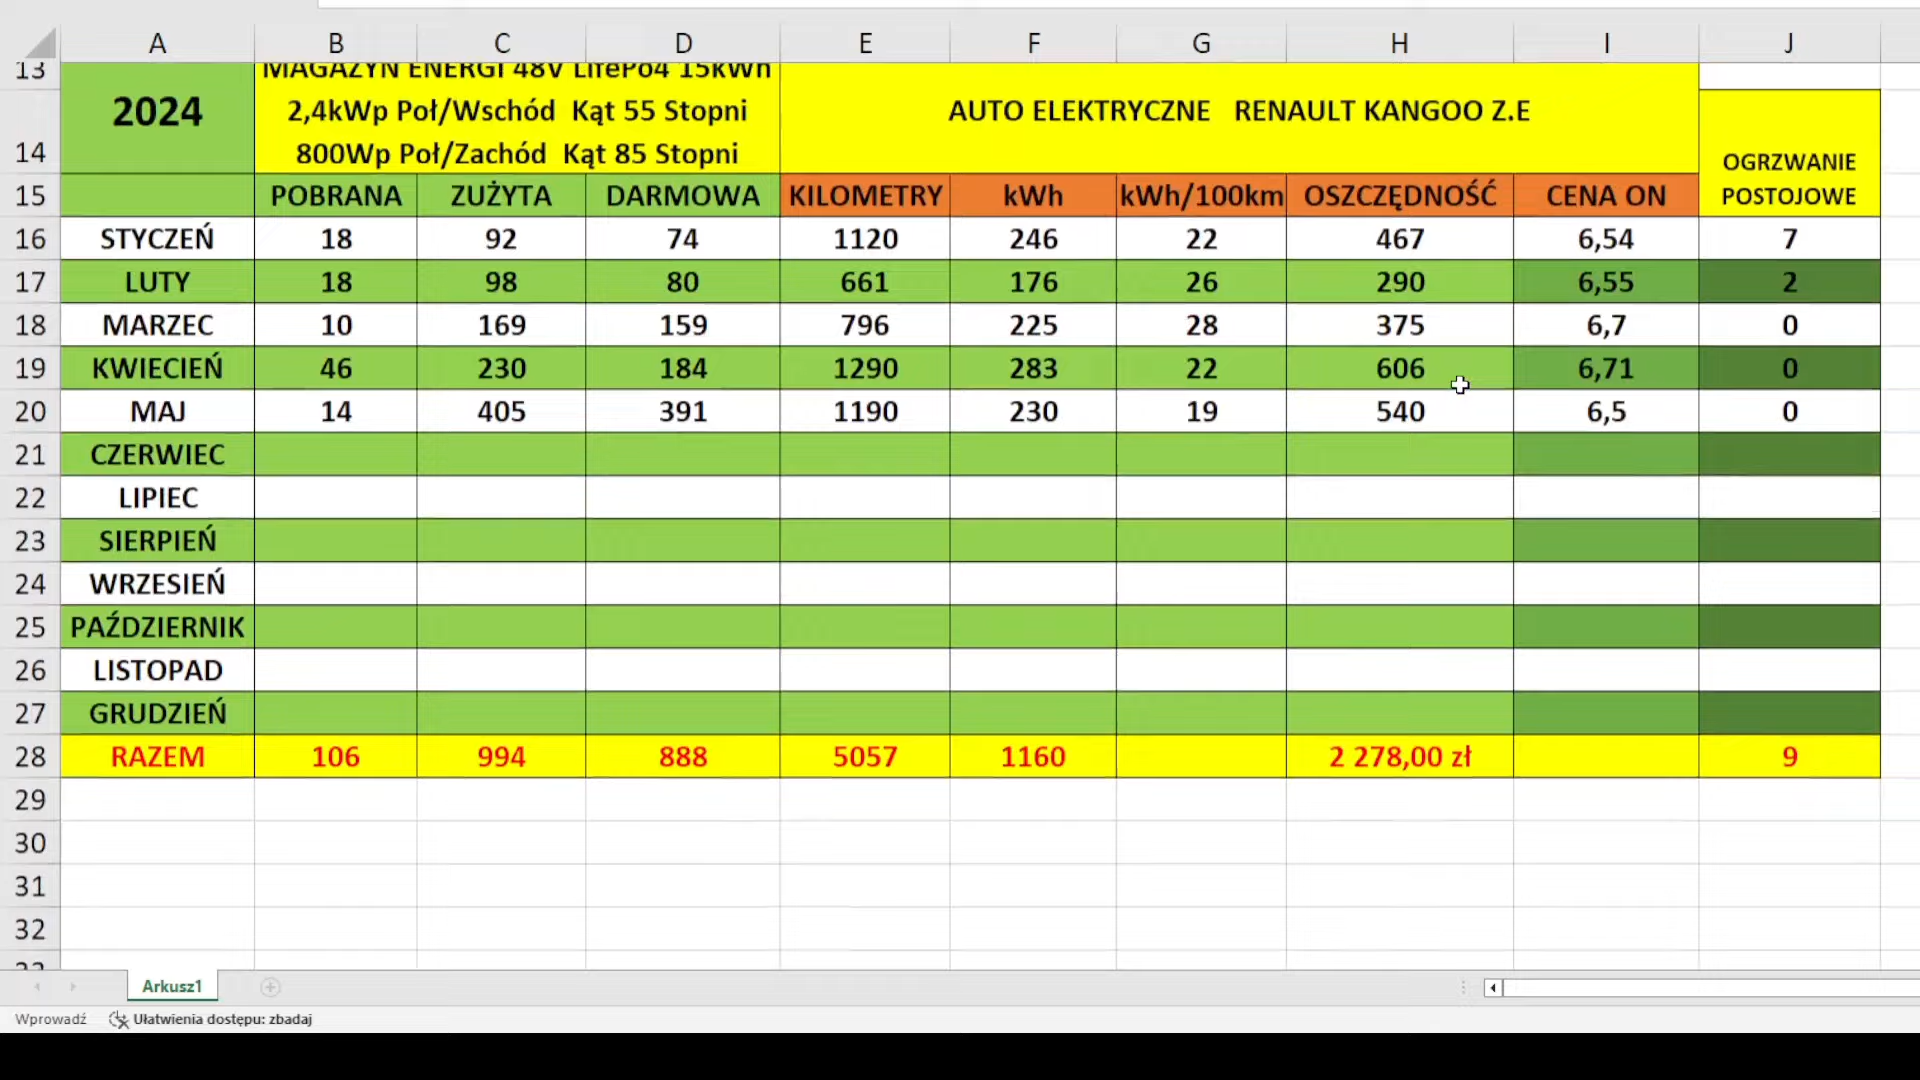 A B C D E F G H I J
13 MAGAZYN ENERGI 48V LifePo4 15kWh
2024 2,4kWp Poł/Wschód Kąt 55 Stopni AUTO ELEKTRYCZNE RENAULT KANGOO Z.E
14 800Wp Poł/Zachód Kąt 85 Stopni OGRZWANIE
15 POBRANA ZUŻYTA DARMOWA KILOMETRY kWh kWh/100km OSZCZĘDNOŚĆ CENA ON POSTOJOWE
16 STYCZEŃ 18 92 74 1120 246 22 467 6,54 7
17 LUTY 18 98 80 661 176 26 290 6,55 2
18 MARZEC 10 169 159 796 225 28 375 6,7 0
19 KWIECIEŃ 46 230 184 1290 283 22 606 6,71 0
20 MAJ 14 405 391 1190 230 19 540 6,5 0
21 CZERWIEC
22 LIPIEC
23 SIERPIEŃ
24 WRZESIEŃ
25 PAŹDZIERNIK
26 LISTOPAD
27 GRUDZIEŃ
28 RAZEM 106 994 888 5057 1160 2 278,00 zł 9
29
30
31
32
33
Arkusz1
Wprowadź Ułatwienia dostępu: zbadaj